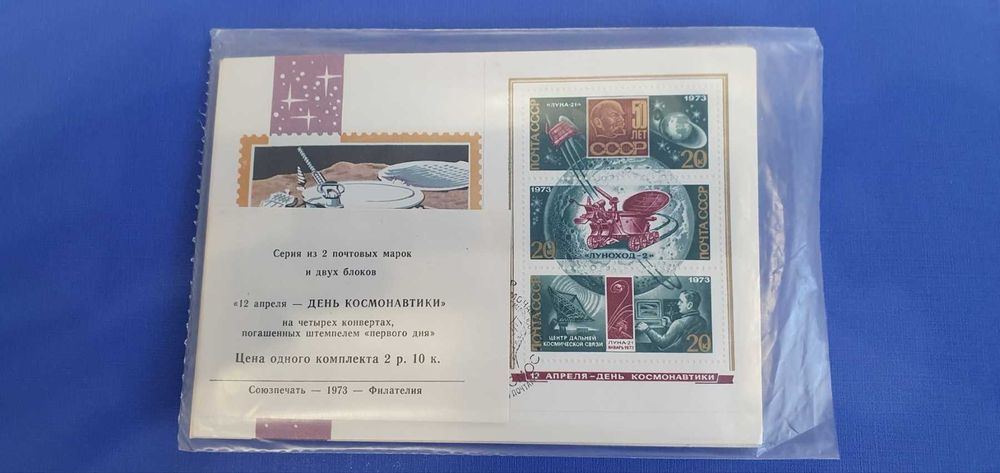 Серия из 2 почтовых марок
и двух блоков
«12 апреля — ДЕНЬ КОСМОНАВТИКИ»
на четырех конвертах,
погашенных штемпелем «первого дня»
Цена одного комплекта 2 р. 10 к.
Союзпечать — 1973 — Филателия
ПОЧТА СССР
«ЛУНА-21»
50
ЛЕТ
СССР
1973
20
1973
20
«ЛУНОХОД-2»
ПОЧТА СССР
ПОЧТА СССР
ЦЕНТР ДАЛЬНЕЙ
КОСМИЧЕСКОЙ СВЯЗИ
ЛУНА-21
ЯНВАРЬ 1973
1973
20
12 АПРЕЛЯ-ДЕНЬ КОСМОНАВТИКИ